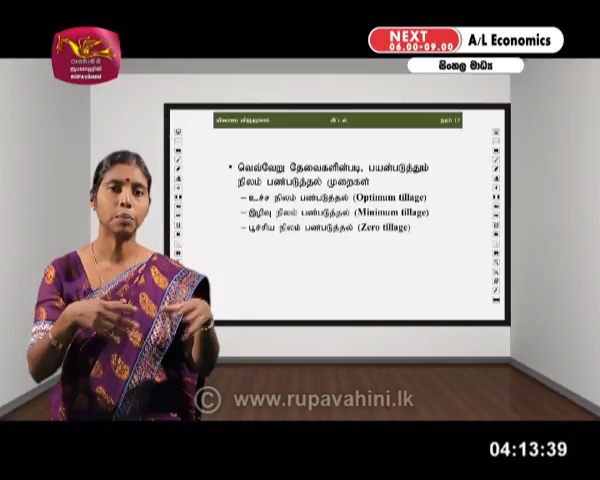 NEXT
06.00-09.00
A/L Economics
සිංහල මාධ්‍ය
රූපවාහිනී
RUPAVAHINI
• வெவ்வேறு தேவைகளின்படி, பயன்படுத்தும்
நிலம் பண்படுத்தல் முறைகள்
– உச்ச நிலம் பண்படுத்தல் (Optimum tillage)
– இழிவு நிலம் பண்படுத்தல் (Minimum tillage)
– பூச்சிய நிலம் பண்படுத்தல் (Zero tillage)
© www.rupavahini.lk
04:13:39